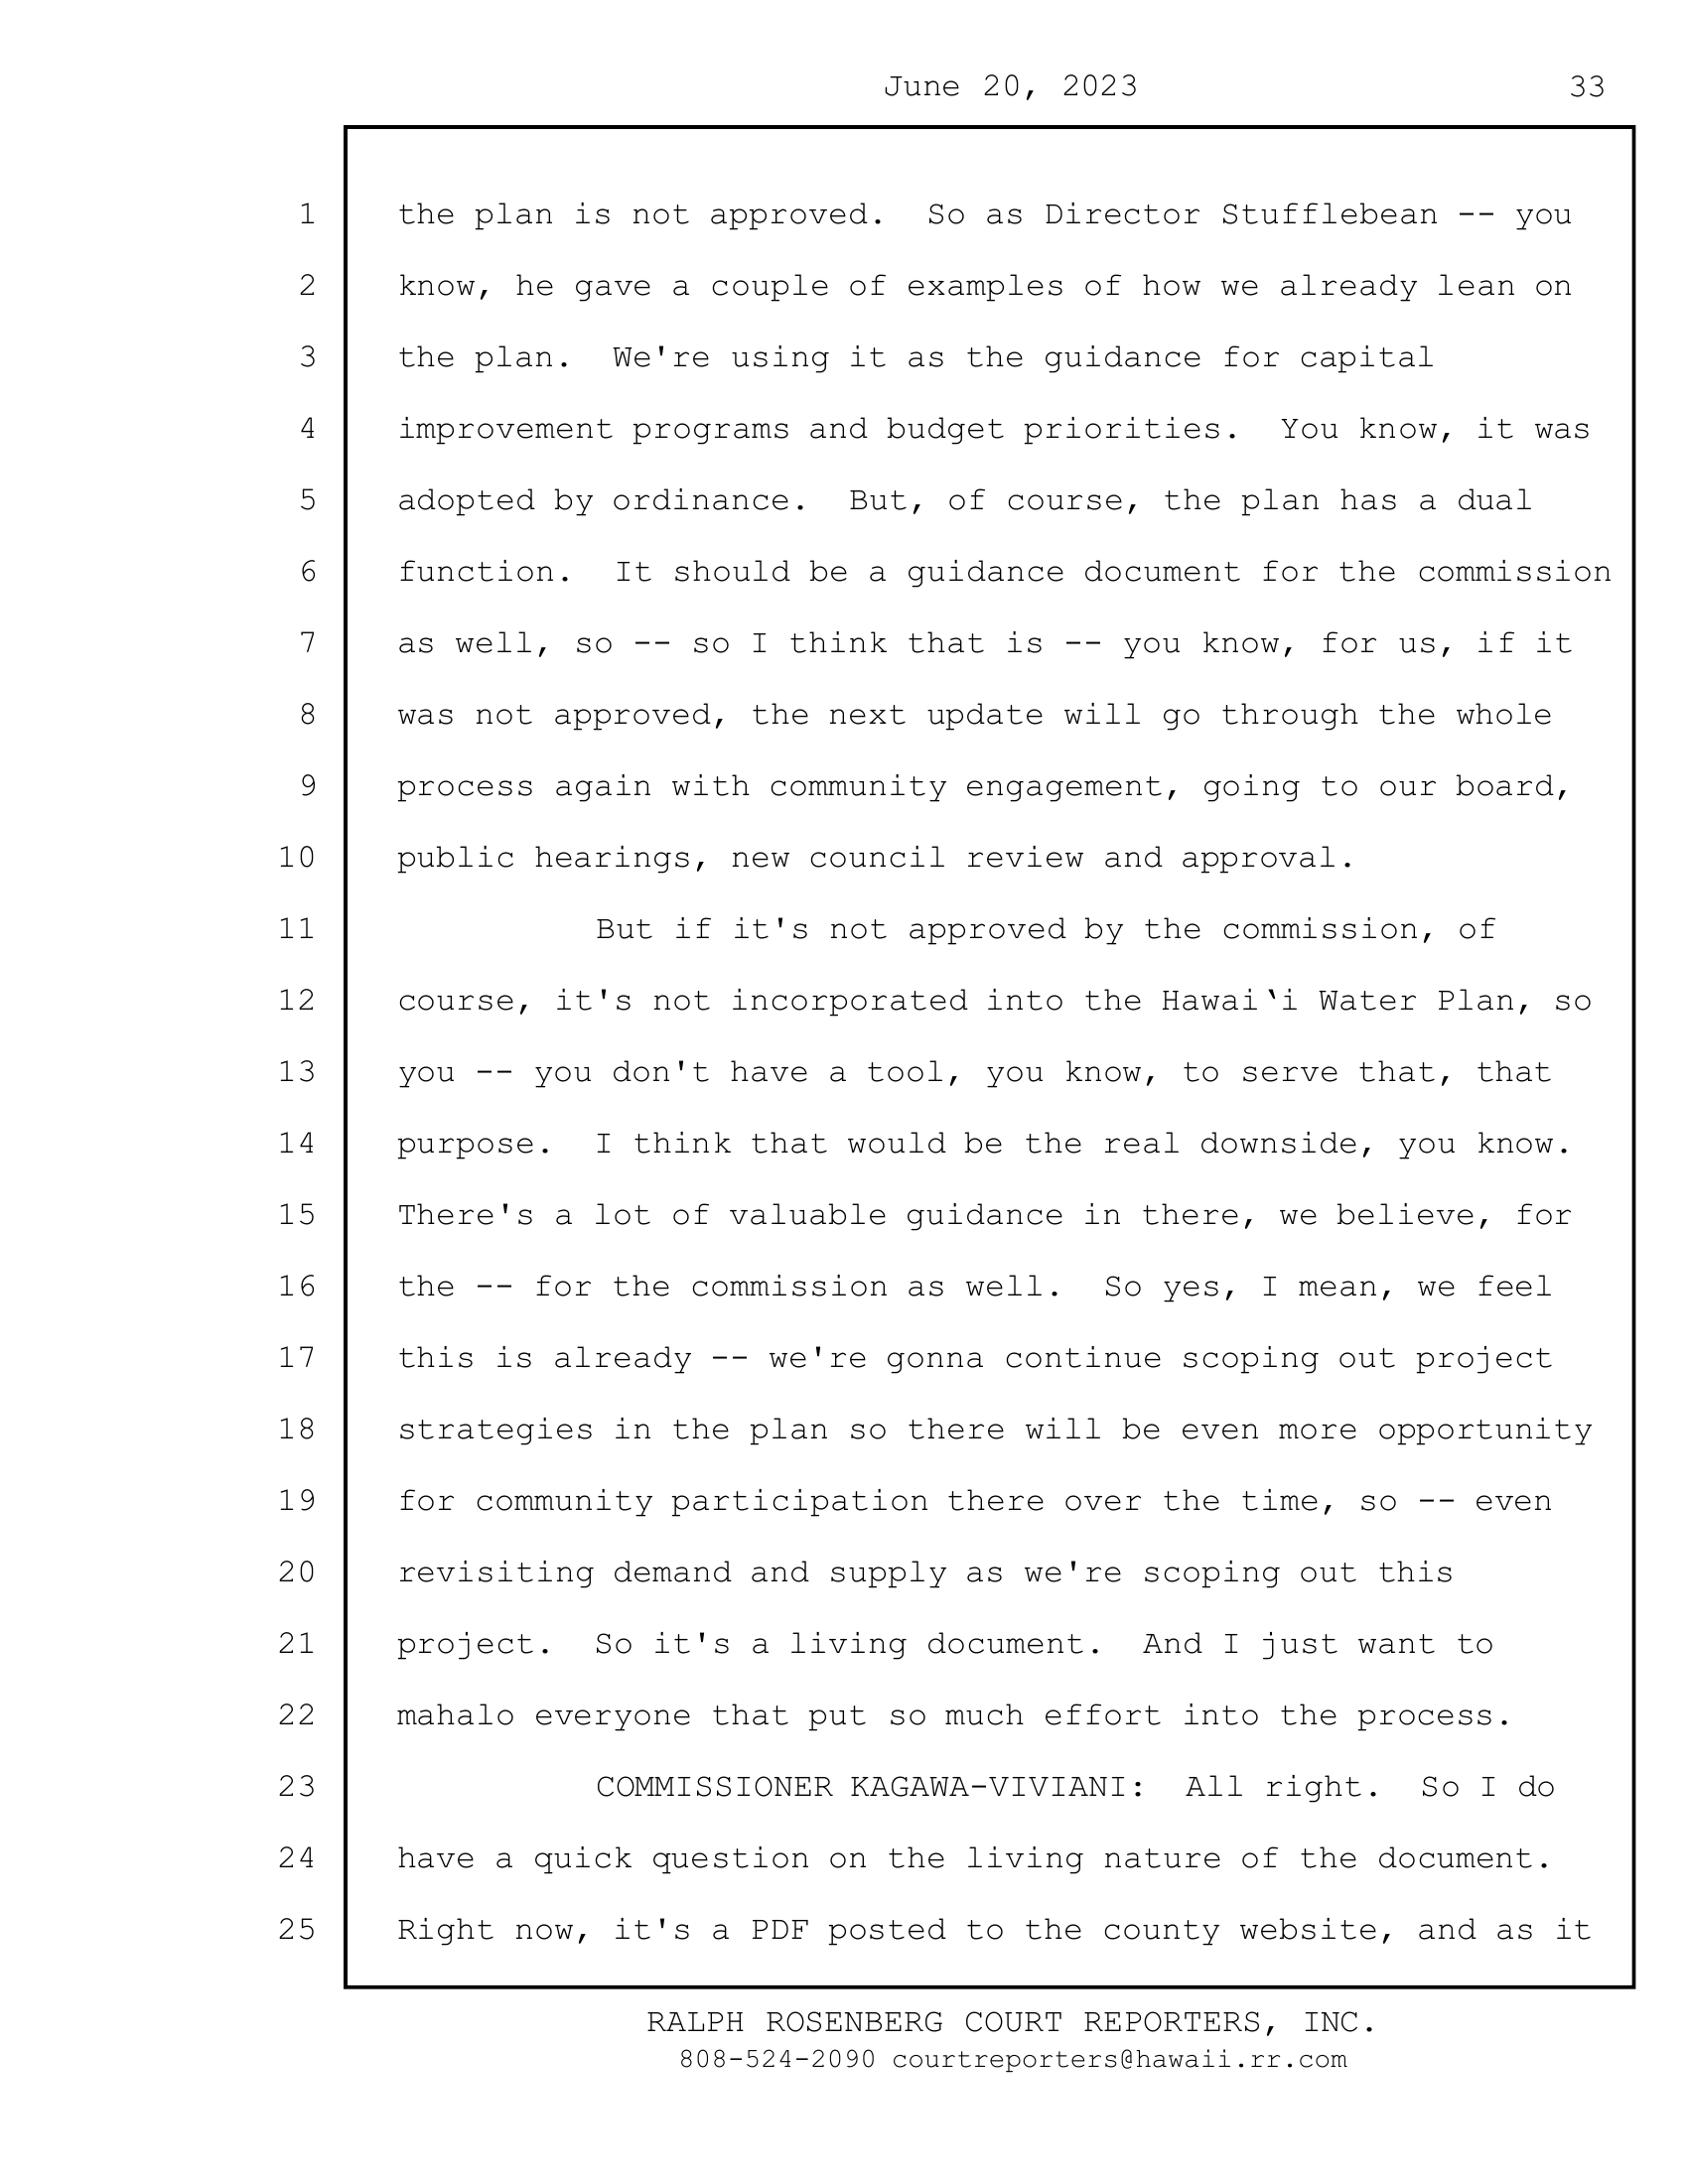 June 20, 2023 33
1 the plan is not approved.  So as Director Stufflebean -- you
2 know, he gave a couple of examples of how we already lean on
3 the plan.  We're using it as the guidance for capital
4 improvement programs and budget priorities.  You know, it was
5 adopted by ordinance.  But, of course, the plan has a dual
6 function.  It should be a guidance document for the commission
7 as well, so -- so I think that is -- you know, for us, if it
8 was not approved, the next update will go through the whole
9 process again with community engagement, going to our board,
10 public hearings, new council review and approval.
11 But if it's not approved by the commission, of
12 course, it's not incorporated into the Hawai‛i Water Plan, so
13 you -- you don't have a tool, you know, to serve that, that
14 purpose.  I think that would be the real downside, you know.
15 There's a lot of valuable guidance in there, we believe, for
16 the -- for the commission as well.  So yes, I mean, we feel
17 this is already -- we're gonna continue scoping out project
18 strategies in the plan so there will be even more opportunity
19 for community participation there over the time, so -- even
20 revisiting demand and supply as we're scoping out this
21 project.  So it's a living document.  And I just want to
22 mahalo everyone that put so much effort into the process.
23 COMMISSIONER KAGAWA-VIVIANI:  All right.  So I do
24 have a quick question on the living nature of the document.
25 Right now, it's a PDF posted to the county website, and as it
RALPH ROSENBERG COURT REPORTERS, INC.
808-524-2090 courtreporters@hawaii.rr.com